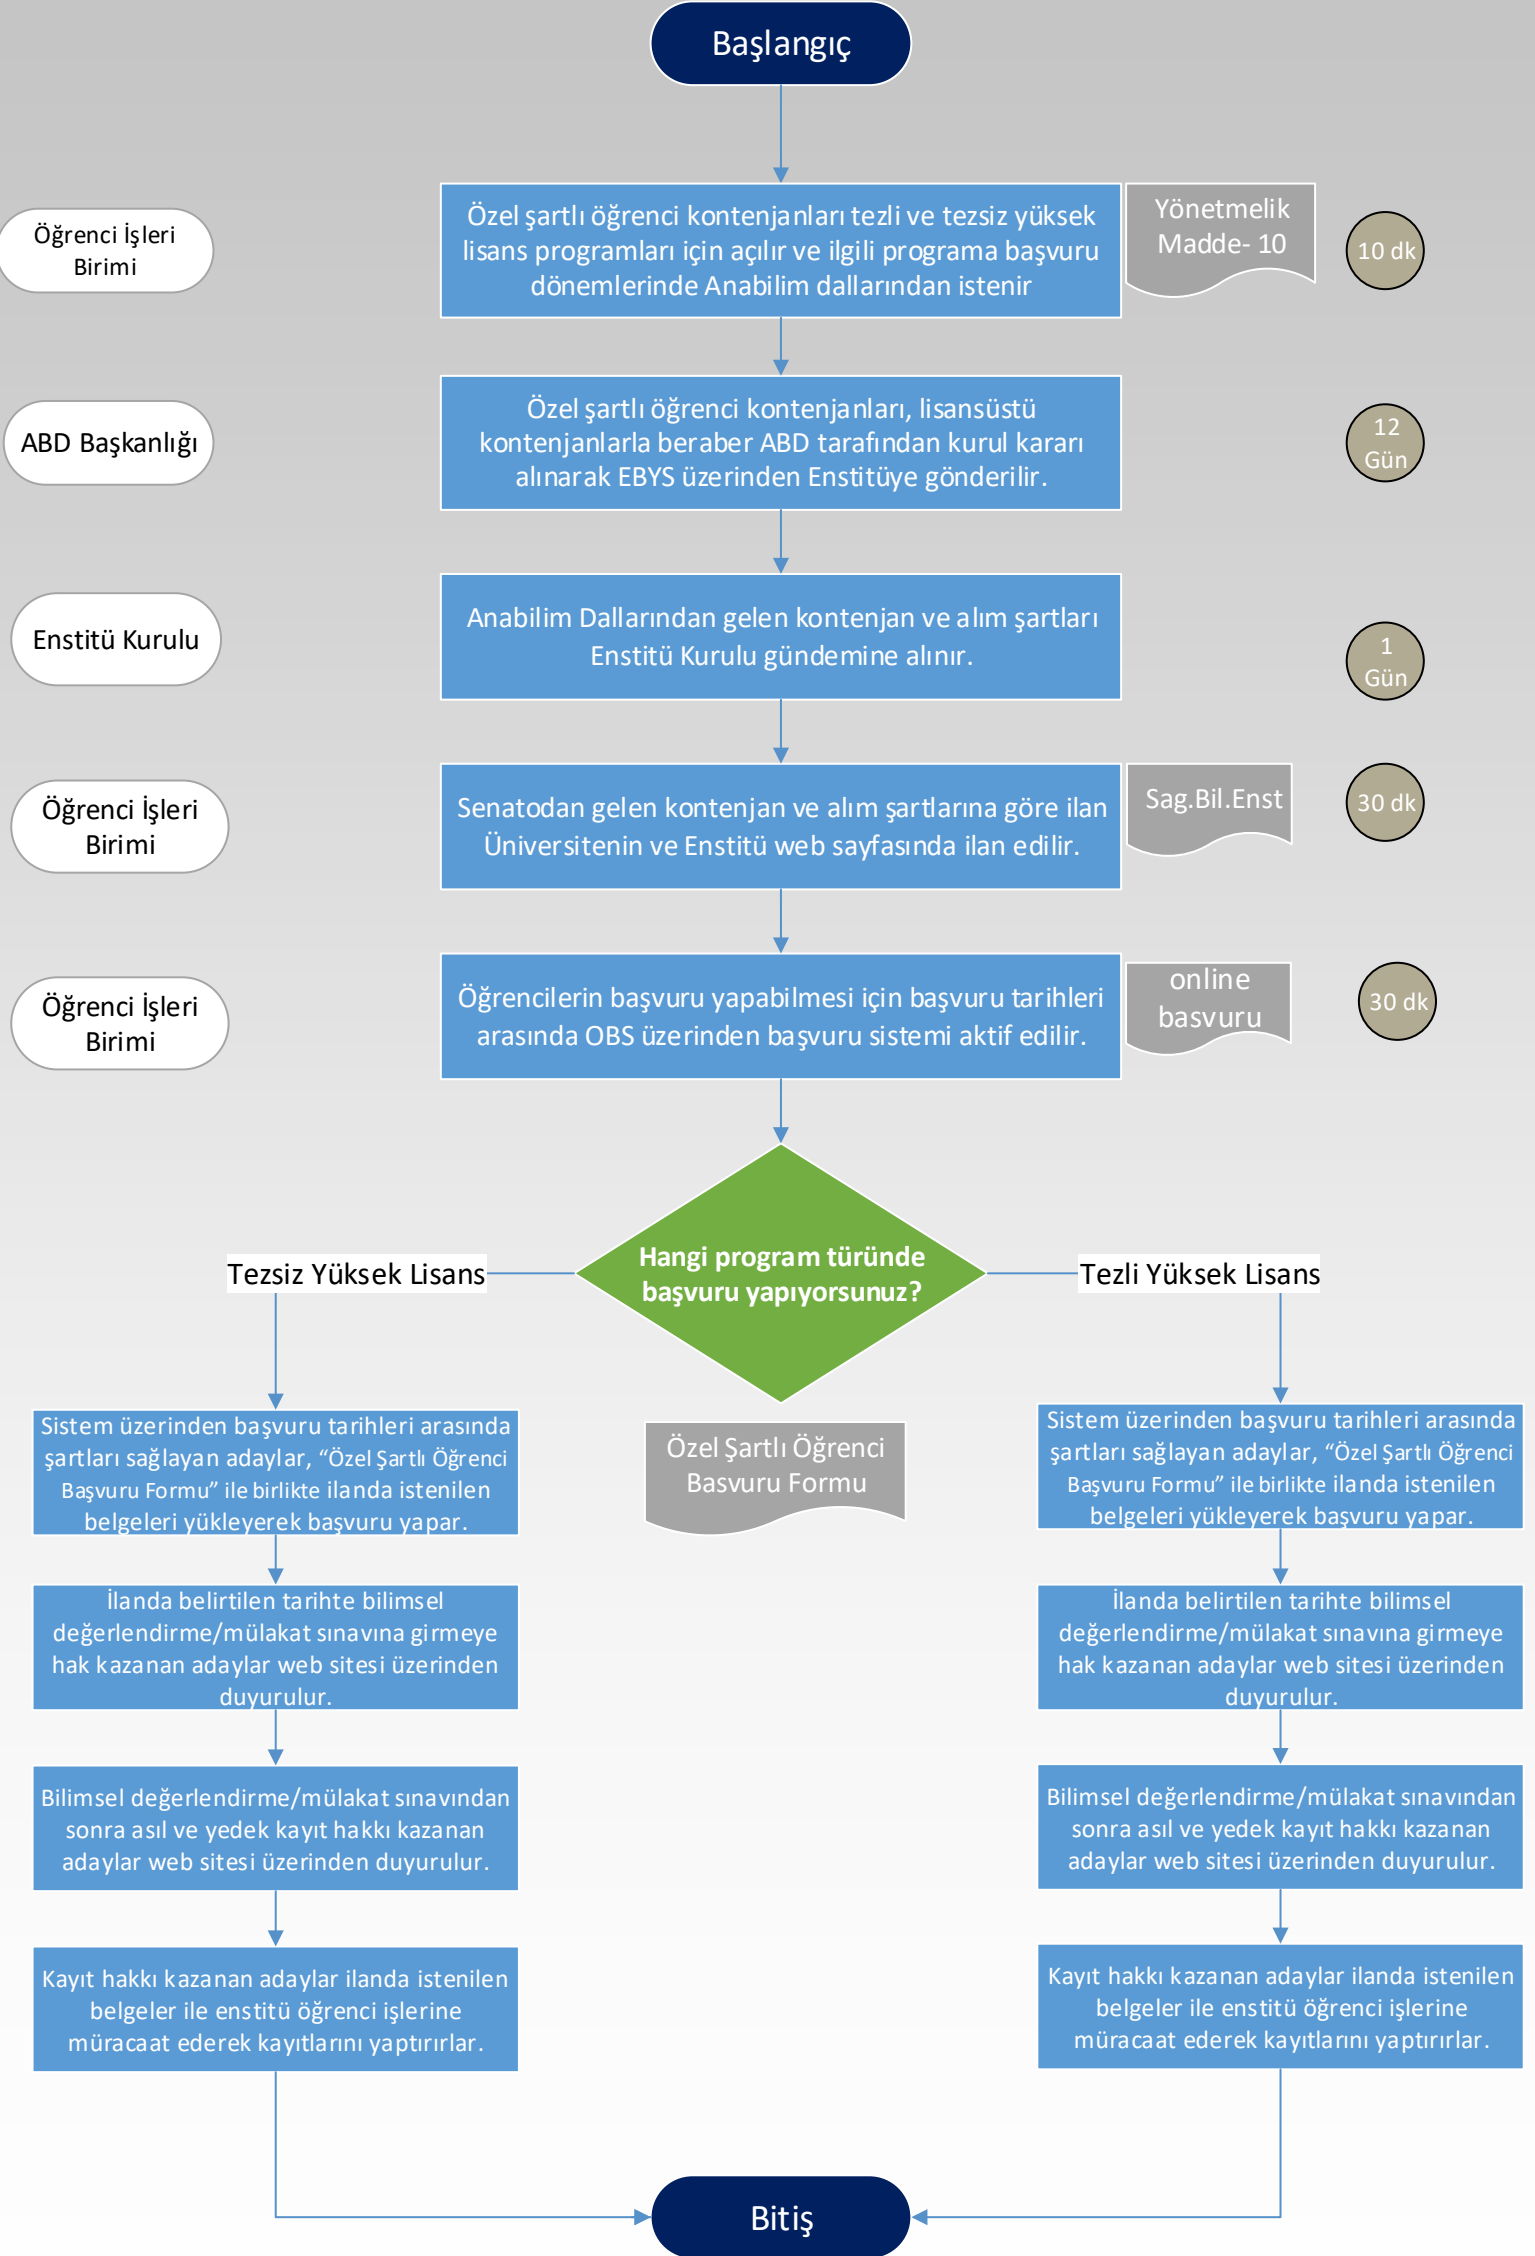 Başlangıç
Öğrenci İşleri
Birimi
Özel şartlı öğrenci kontenjanları tezli ve tezsiz yüksek
lisans programları için açılır ve ilgili programa başvuru
dönemlerinde Anabilim dallarından istenir
Yönetmelik
Madde- 10
10 dk
ABD Başkanlığı
Özel şartlı öğrenci kontenjanları, lisansüstü
kontenjanlarla beraber ABD tarafından kurul kararı
alınarak EBYS üzerinden Enstitüye gönderilir.
12
Gün
Enstitü Kurulu
Anabilim Dallarından gelen kontenjan ve alım şartları
Enstitü Kurulu gündemine alınır.
1
Gün
Öğrenci İşleri
Birimi
Senatodan gelen kontenjan ve alım şartlarına göre ilan
Üniversitenin ve Enstitü web sayfasında ilan edilir.
Sag.Bil.Enst
30 dk
Öğrenci İşleri
Birimi
Öğrencilerin başvuru yapabilmesi için başvuru tarihleri
arasında OBS üzerinden başvuru sistemi aktif edilir.
online
basvuru
30 dk
Hangi program türünde
başvuru yapıyorsunuz?
Tezsiz Yüksek Lisans
Tezli Yüksek Lisans
Sistem üzerinden başvuru tarihleri arasında
şartları sağlayan adaylar, “Özel Şartlı Öğrenci
Başvuru Formu” ile birlikte ilanda istenilen
belgeleri yükleyerek başvuru yapar.
Özel Şartlı Öğrenci
Basvuru Formu
Sistem üzerinden başvuru tarihleri arasında
şartları sağlayan adaylar, “Özel Şartlı Öğrenci
Başvuru Formu” ile birlikte ilanda istenilen
belgeleri yükleyerek başvuru yapar.
İlanda belirtilen tarihte bilimsel
değerlendirme/mülakat sınavına girmeye
hak kazanan adaylar web sitesi üzerinden
duyurulur.
İlanda belirtilen tarihte bilimsel
değerlendirme/mülakat sınavına girmeye
hak kazanan adaylar web sitesi üzerinden
duyurulur.
Bilimsel değerlendirme/mülakat sınavından
sonra asıl ve yedek kayıt hakkı kazanan
adaylar web sitesi üzerinden duyurulur.
Bilimsel değerlendirme/mülakat sınavından
sonra asıl ve yedek kayıt hakkı kazanan
adaylar web sitesi üzerinden duyurulur.
Kayıt hakkı kazanan adaylar ilanda istenilen
belgeler ile enstitü öğrenci işlerine
müracaat ederek kayıtlarını yaptırırlar.
Kayıt hakkı kazanan adaylar ilanda istenilen
belgeler ile enstitü öğrenci işlerine
müracaat ederek kayıtlarını yaptırırlar.
Bitiş